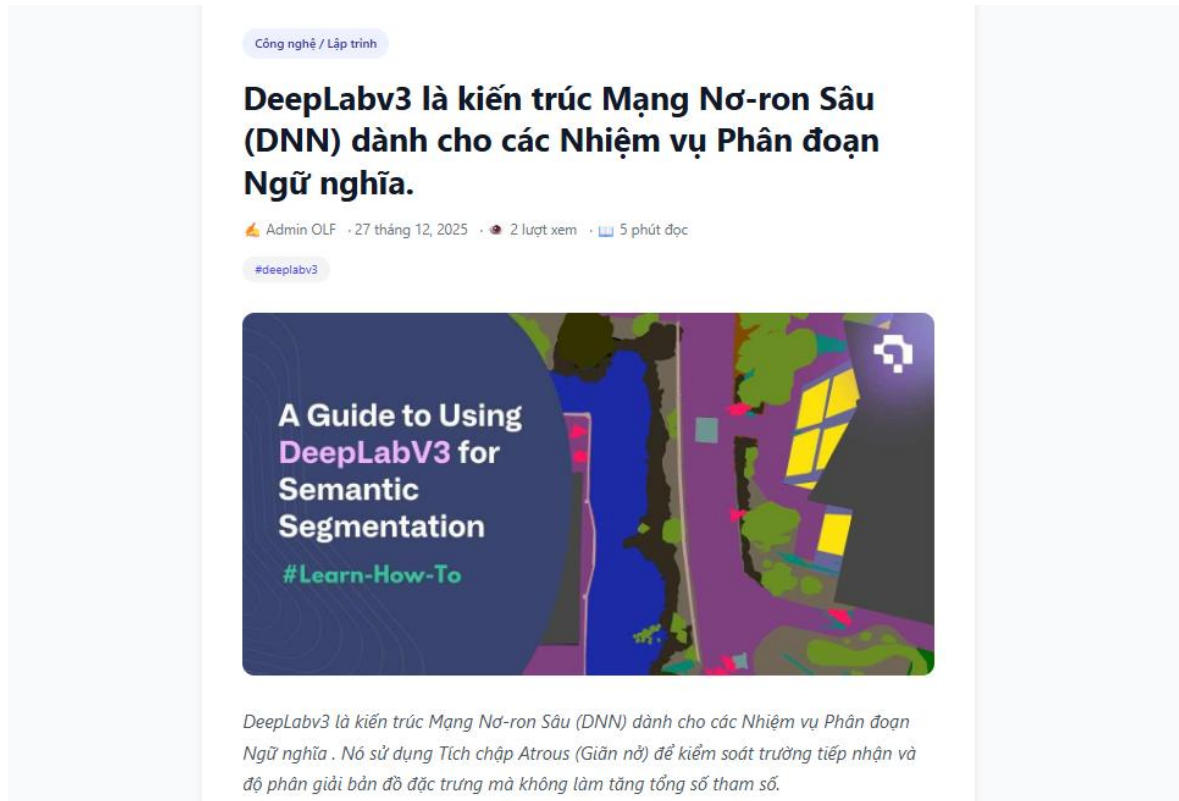 Công nghệ / Lập trình
DeepLabv3 là kiến trúc Mạng Nơ-ron Sâu
(DNN) dành cho các Nhiệm vụ Phân đoạn
Ngữ nghĩa.
✍️ Admin OLF · 27 tháng 12, 2025 · 👁️ 2 lượt xem · 📖 5 phút đọc
#deeplabv3
A Guide to Using
DeepLabV3 for
Semantic
Segmentation
#Learn-How-To
DeepLabv3 là kiến trúc Mạng Nơ-ron Sâu (DNN) dành cho các Nhiệm vụ Phân đoạn
Ngữ nghĩa . Nó sử dụng Tích chập Atrous (Giãn nở) để kiểm soát trường tiếp nhận và
độ phân giải bản đồ đặc trưng mà không làm tăng tổng số tham số.